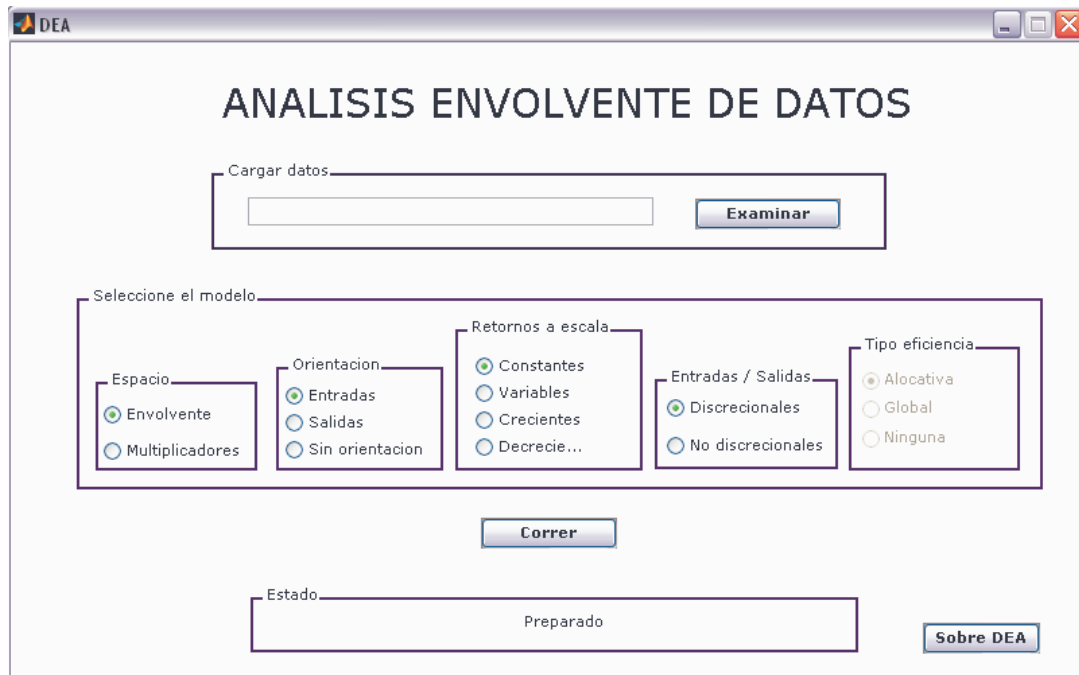 DEA
ANALISIS ENVOLVENTE DE DATOS
Cargar datos
Examinar
Seleccione el modelo
Espacio
Envolvente
Multiplicadores
Orientacion
Entradas
Salidas
Sin orientacion
Retornos a escala
Constantes
Variables
Crecientes
Decrecie...
Entradas / Salidas
Discrecionales
No discrecionales
Tipo eficiencia
Alocativa
Global
Ninguna
Correr
Estado
Preparado
Sobre DEA